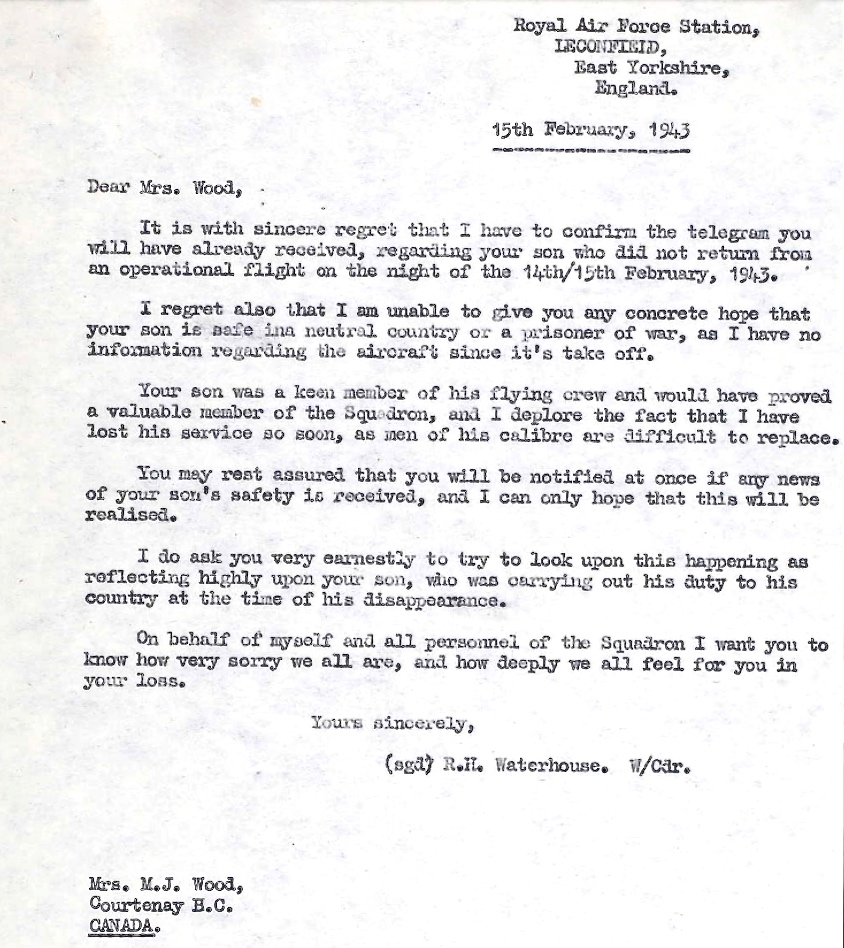 Royal Air Force Station,
LECONFIELD,
East Yorkshire,
England.
15th February, 1943
Dear Mrs. Wood,
It is with sincere regret that I have to confirm the telegram you
will have already received, regarding your son who did not return from
an operational flight on the night of the 14th/15th February, 1943.
I regret also that I am unable to give you any concrete hope that
your son is safe ina neutral country or a prisoner of war, as I have no
information regarding the aircraft since it's take off.
Your son was a keen member of his flying crew and would have proved
a valuable member of the Squadron, and I deplore the fact that I have
lost his service so soon, as men of his calibre are difficult to replace.
You may rest assured that you will be notified at once if any news
of your son's safety is received, and I can only hope that this will be
realised.
I do ask you very earnestly to try to look upon this happening as
reflecting highly upon your son, who was carrying out his duty to his
country at the time of his disappearance.
On behalf of myself and all personnel of the Squadron I want you to
know how very sorry we all are, and how deeply we all feel for you in
your loss.
Yours sincerely,
(sgd) R.H. Waterhouse. W/Cdr.
Mrs. M.J. Wood,
Courtenay B.C.
CANADA.